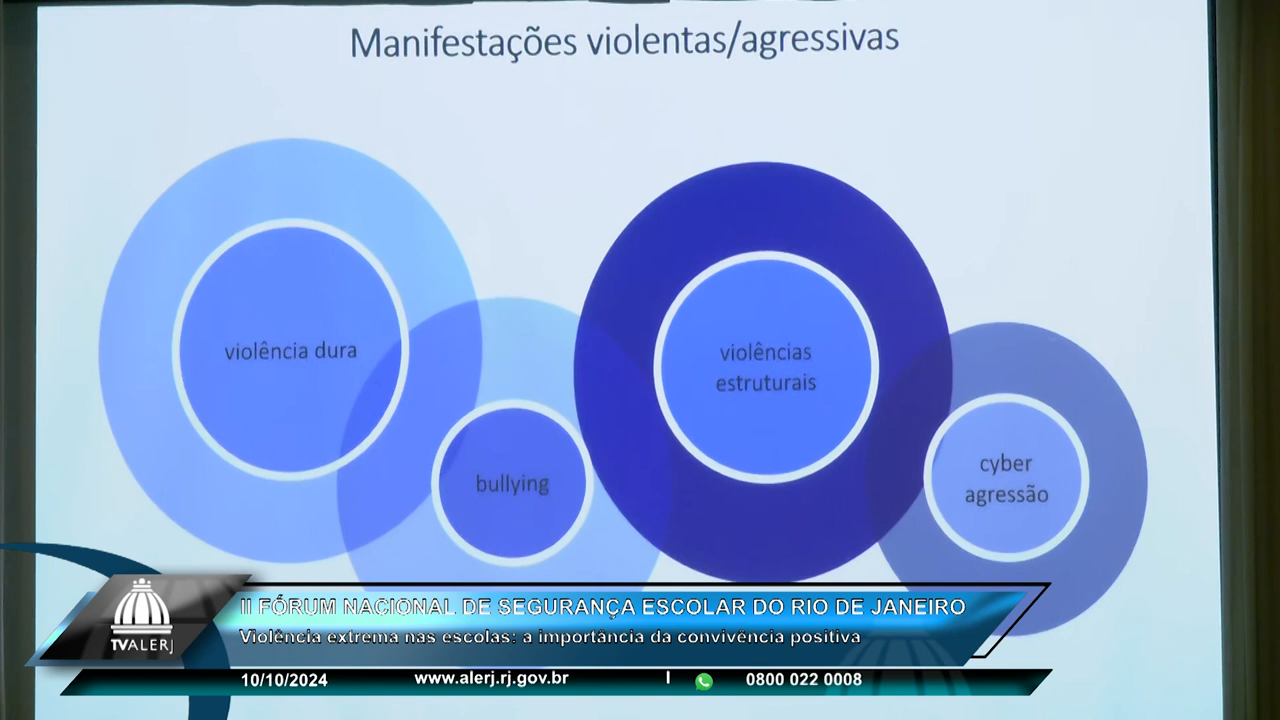 Manifestações violentas/agressivas
violência dura
bullying
violências
estruturais
cyber
agressão
II FÓRUM NACIONAL DE SEGURANÇA ESCOLAR DO RIO DE JANEIRO
Violência extrema nas escolas: a importância da convivência positiva
TVALERJ
10/10/2024 www.alerj.rj.gov.br | 0800 022 0008